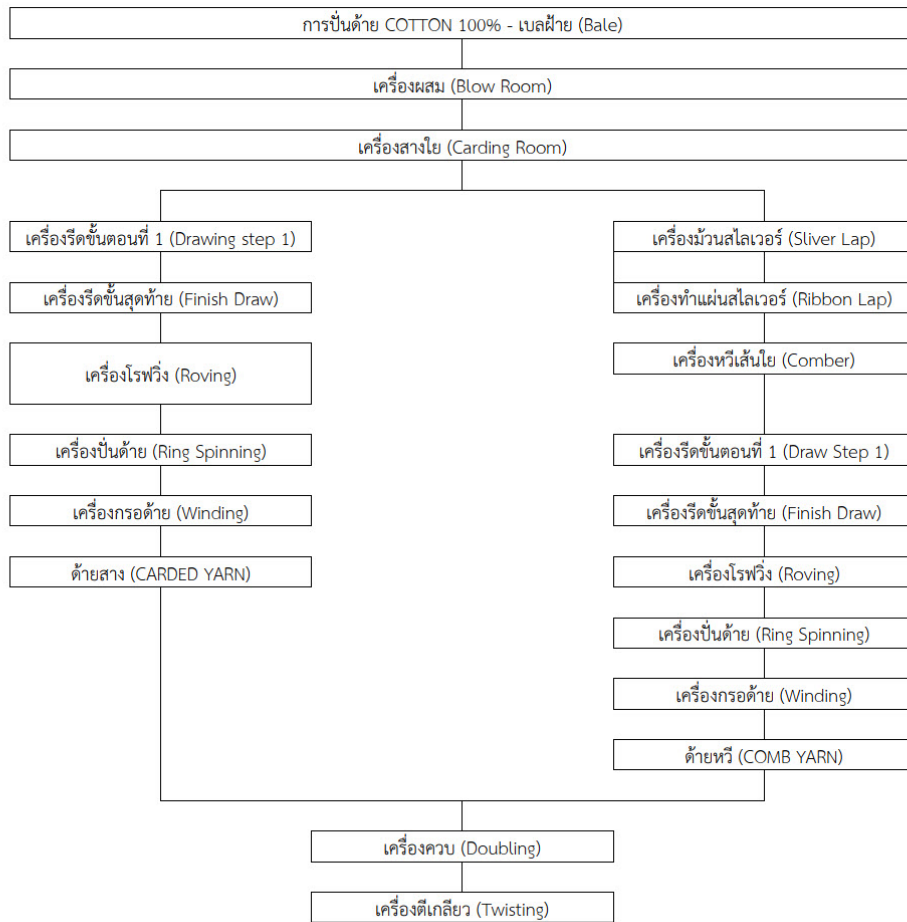 การปั่นด้าย COTTON 100% - เบลฝ้าย (Bale)
เครื่องผสม (Blow Room)
เครื่องสางใย (Carding Room)
เครื่องรีดขั้นตอนที่ 1 (Drawing step 1)
เครื่องรีดขั้นสุดท้าย (Finish Draw)
เครื่องโรฟวิ่ง (Roving)
เครื่องปั่นด้าย (Ring Spinning)
เครื่องกรอด้าย (Winding)
ด้ายสาง (CARDED YARN)
เครื่องม้วนสไลเวอร์ (Sliver Lap)
เครื่องทำแผ่นสไลเวอร์ (Ribbon Lap)
เครื่องหวีเส้นใย (Comber)
เครื่องรีดขั้นตอนที่ 1 (Draw Step 1)
เครื่องรีดขั้นสุดท้าย (Finish Draw)
เครื่องโรฟวิ่ง (Roving)
เครื่องปั่นด้าย (Ring Spinning)
เครื่องกรอด้าย (Winding)
ด้ายหวี (COMB YARN)
เครื่องควบ (Doubling)
เครื่องตีเกลียว (Twisting)